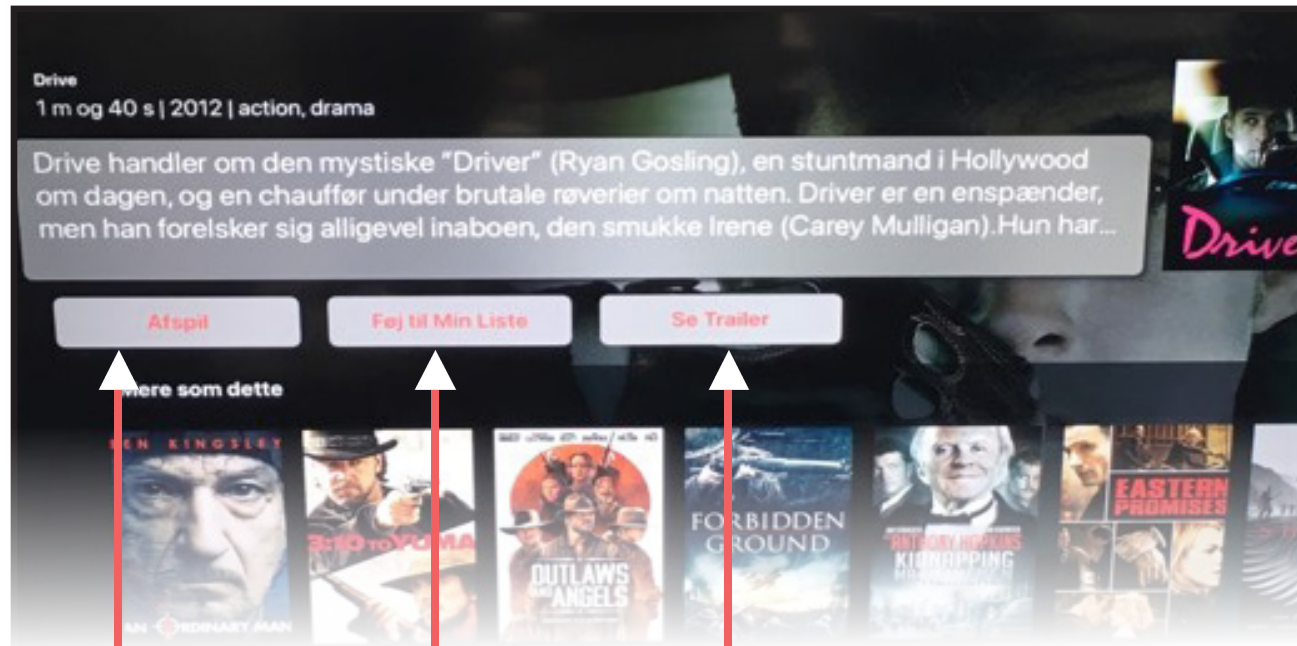 Drive
1 m og 40 s | 2012 | action, drama
Drive handler om den mystiske "Driver" (Ryan Gosling), en stuntmand i Hollywood
om dagen, og en chauffør under brutale røverier om natten. Driver er en enspænder,
men han forelsker sig alligevel inaboen, den smukke Irene (Carey Mulligan).Hun har...
Drive
Afspil
Føj til Min Liste
Se Trailer
Mere som dette
BEN KINGSLEY
AN ORDINARY MAN
3:10 TO YUMA
OUTLAWS
AND
ANGELS
FORBIDDEN
GROUND
ANTHONY HOPKINS
KIDNAPPING
EASTERN
PROMISES